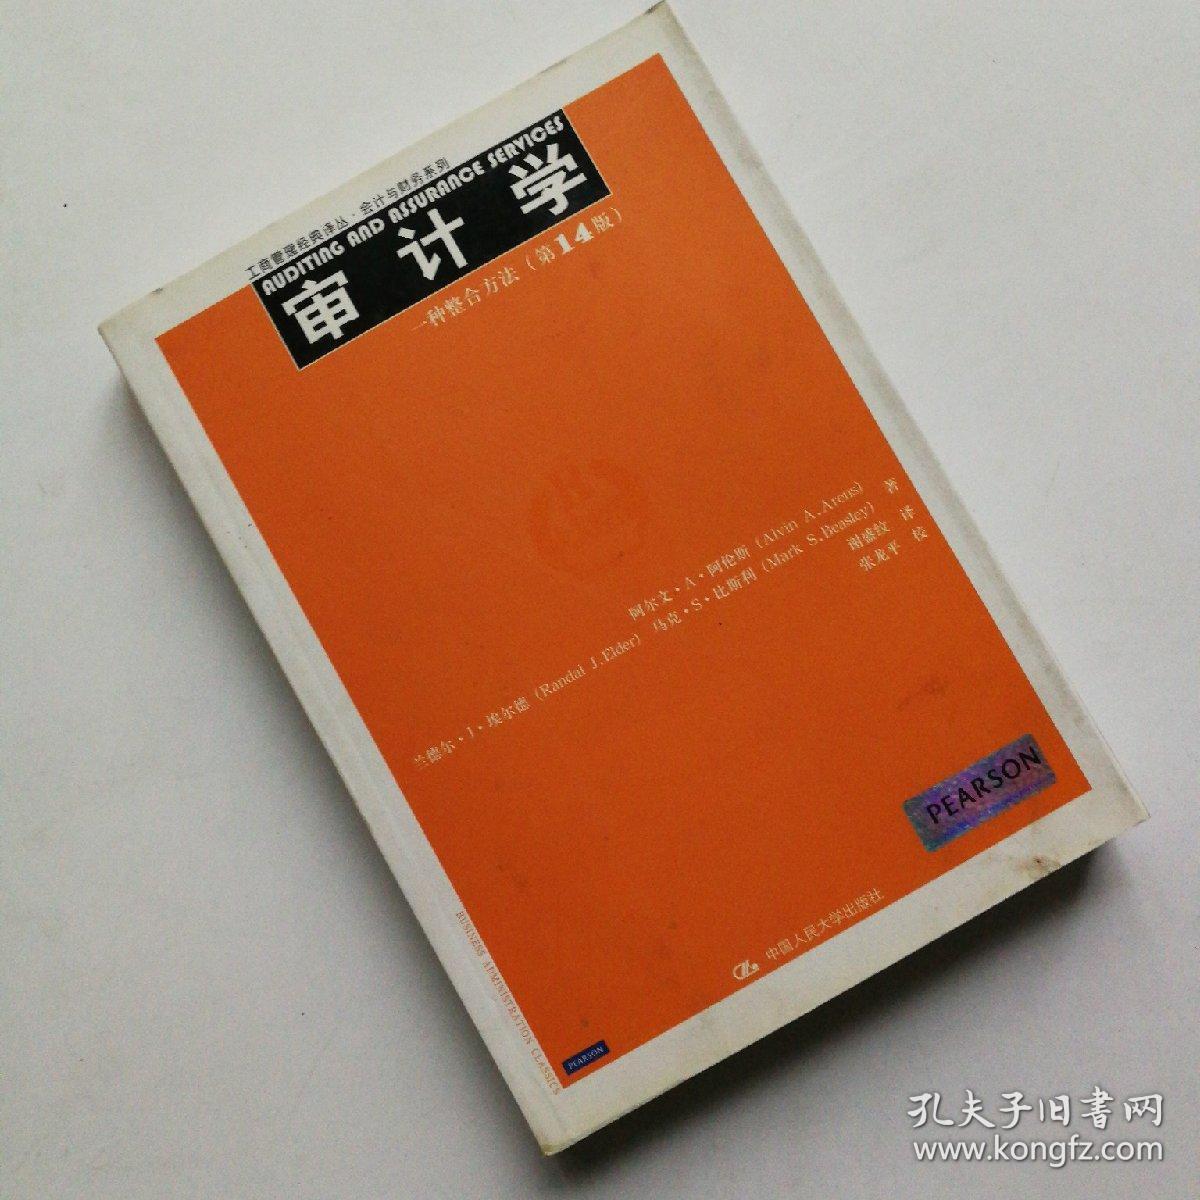 工商管理经典译丛·会计与财务系列
AUDITING AND ASSURANCE SERVICES
审计学
一种整合方法（第14版）
阿尔文·A·阿伦斯（Alvin A.Arens）
兰德尔·J·埃尔德（Randal J.Elder） 马克·S·比斯利（Mark S.Beasley） 著
谢盛纹 译
张龙平 校
PEARSON
中国人民大学出版社
BUSINESS ADMINISTRATION CLASSICS
PEARSON
孔夫子旧书网
www.kongfz.com